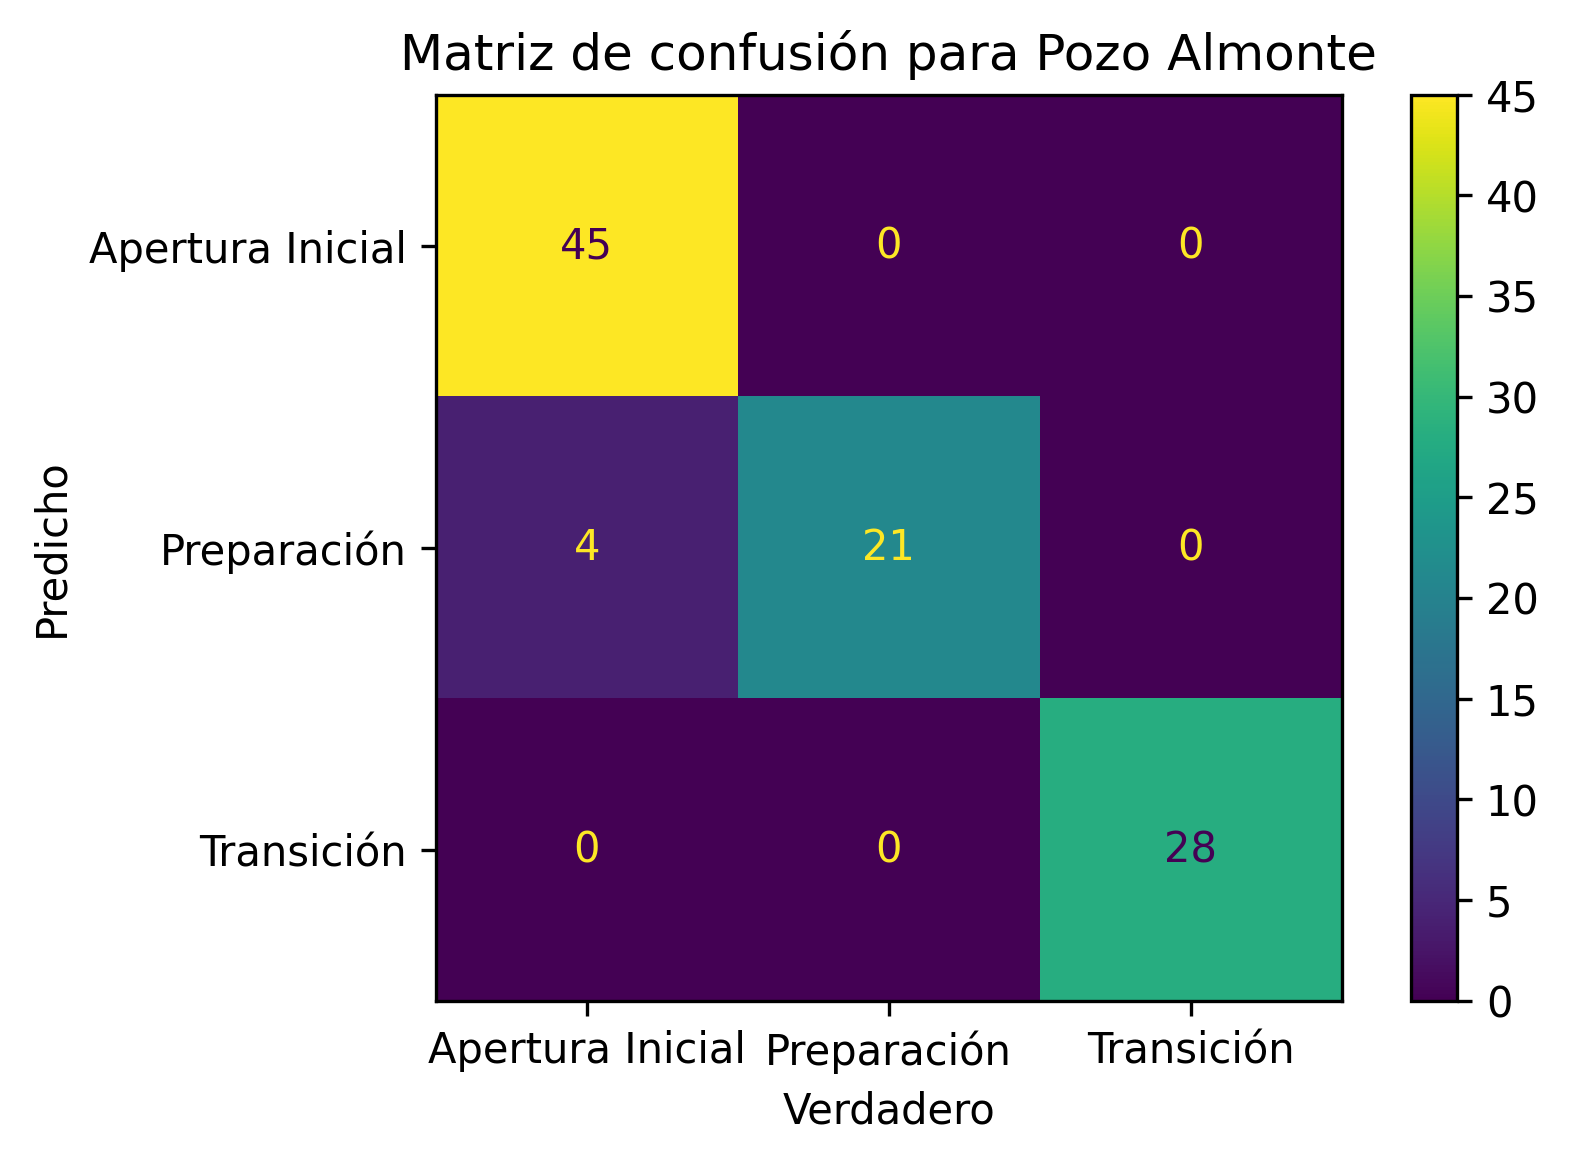 Matriz de confusión para Pozo Almonte
Predicho
Apertura Inicial
45 0 0
Preparación
4 21 0
Transición
0 0 28
Apertura Inicial Preparación Transición
Verdadero
45
40
35
30
25
20
15
10
5
0